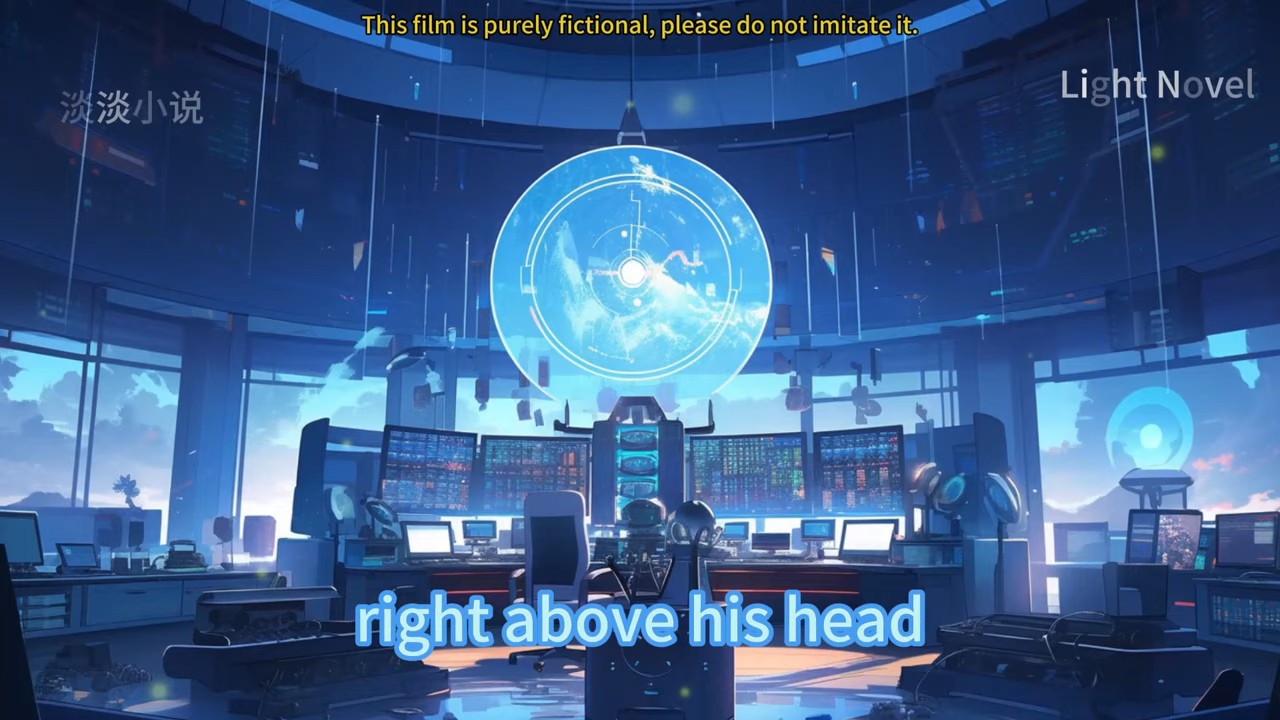 This film is purely fictional, please do not imitate it.
淡淡小说
Light Novel
right above his head